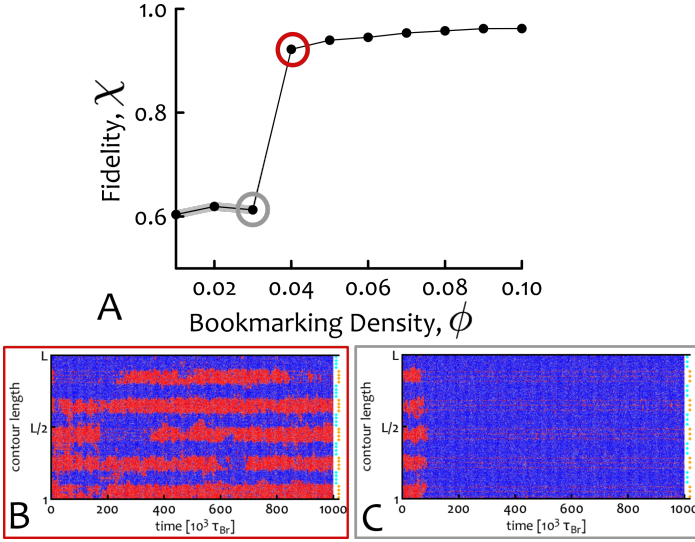 1.0
0.8
0.6
Fidelity, χ
0.02 0.04 0.06 0.08 0.10
Bookmarking Density, ϕ
A
L
L/2
1
contour length
0 200 400 600 800 1000
time [10³ τBr]
B
L
L/2
1
contour length
0 200 400 600 800 1000
time [10³ τBr]
C